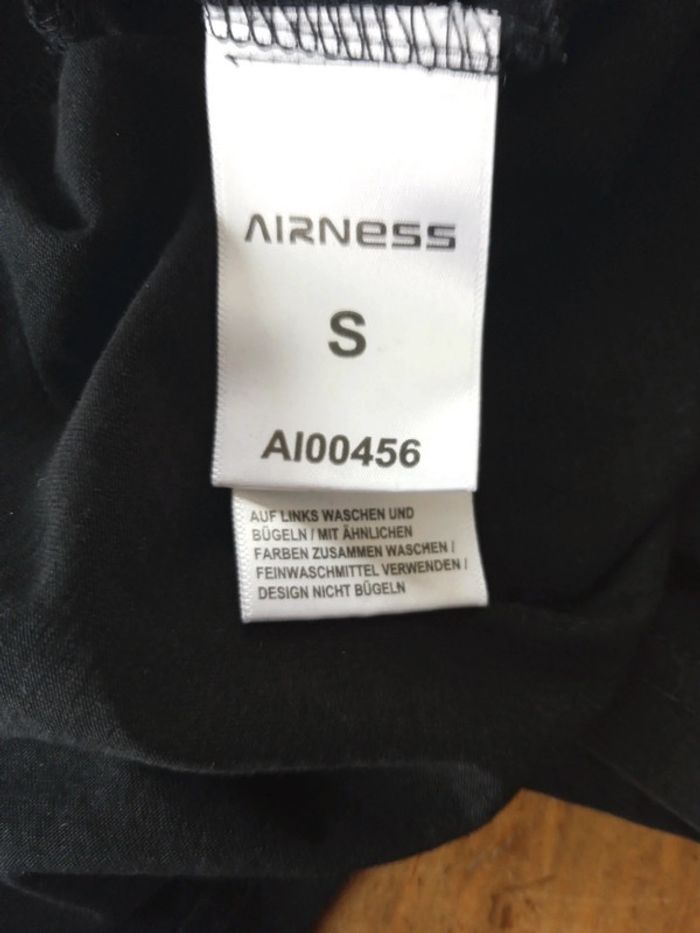 AIRNESS
S
AI00456
AUF LINKS WASCHEN UND
BÜGELN / MIT ÄHNLICHEN
FARBEN ZUSAMMEN WASCHEN /
FEINWASCHMITTEL VERWENDEN /
DESIGN NICHT BÜGELN